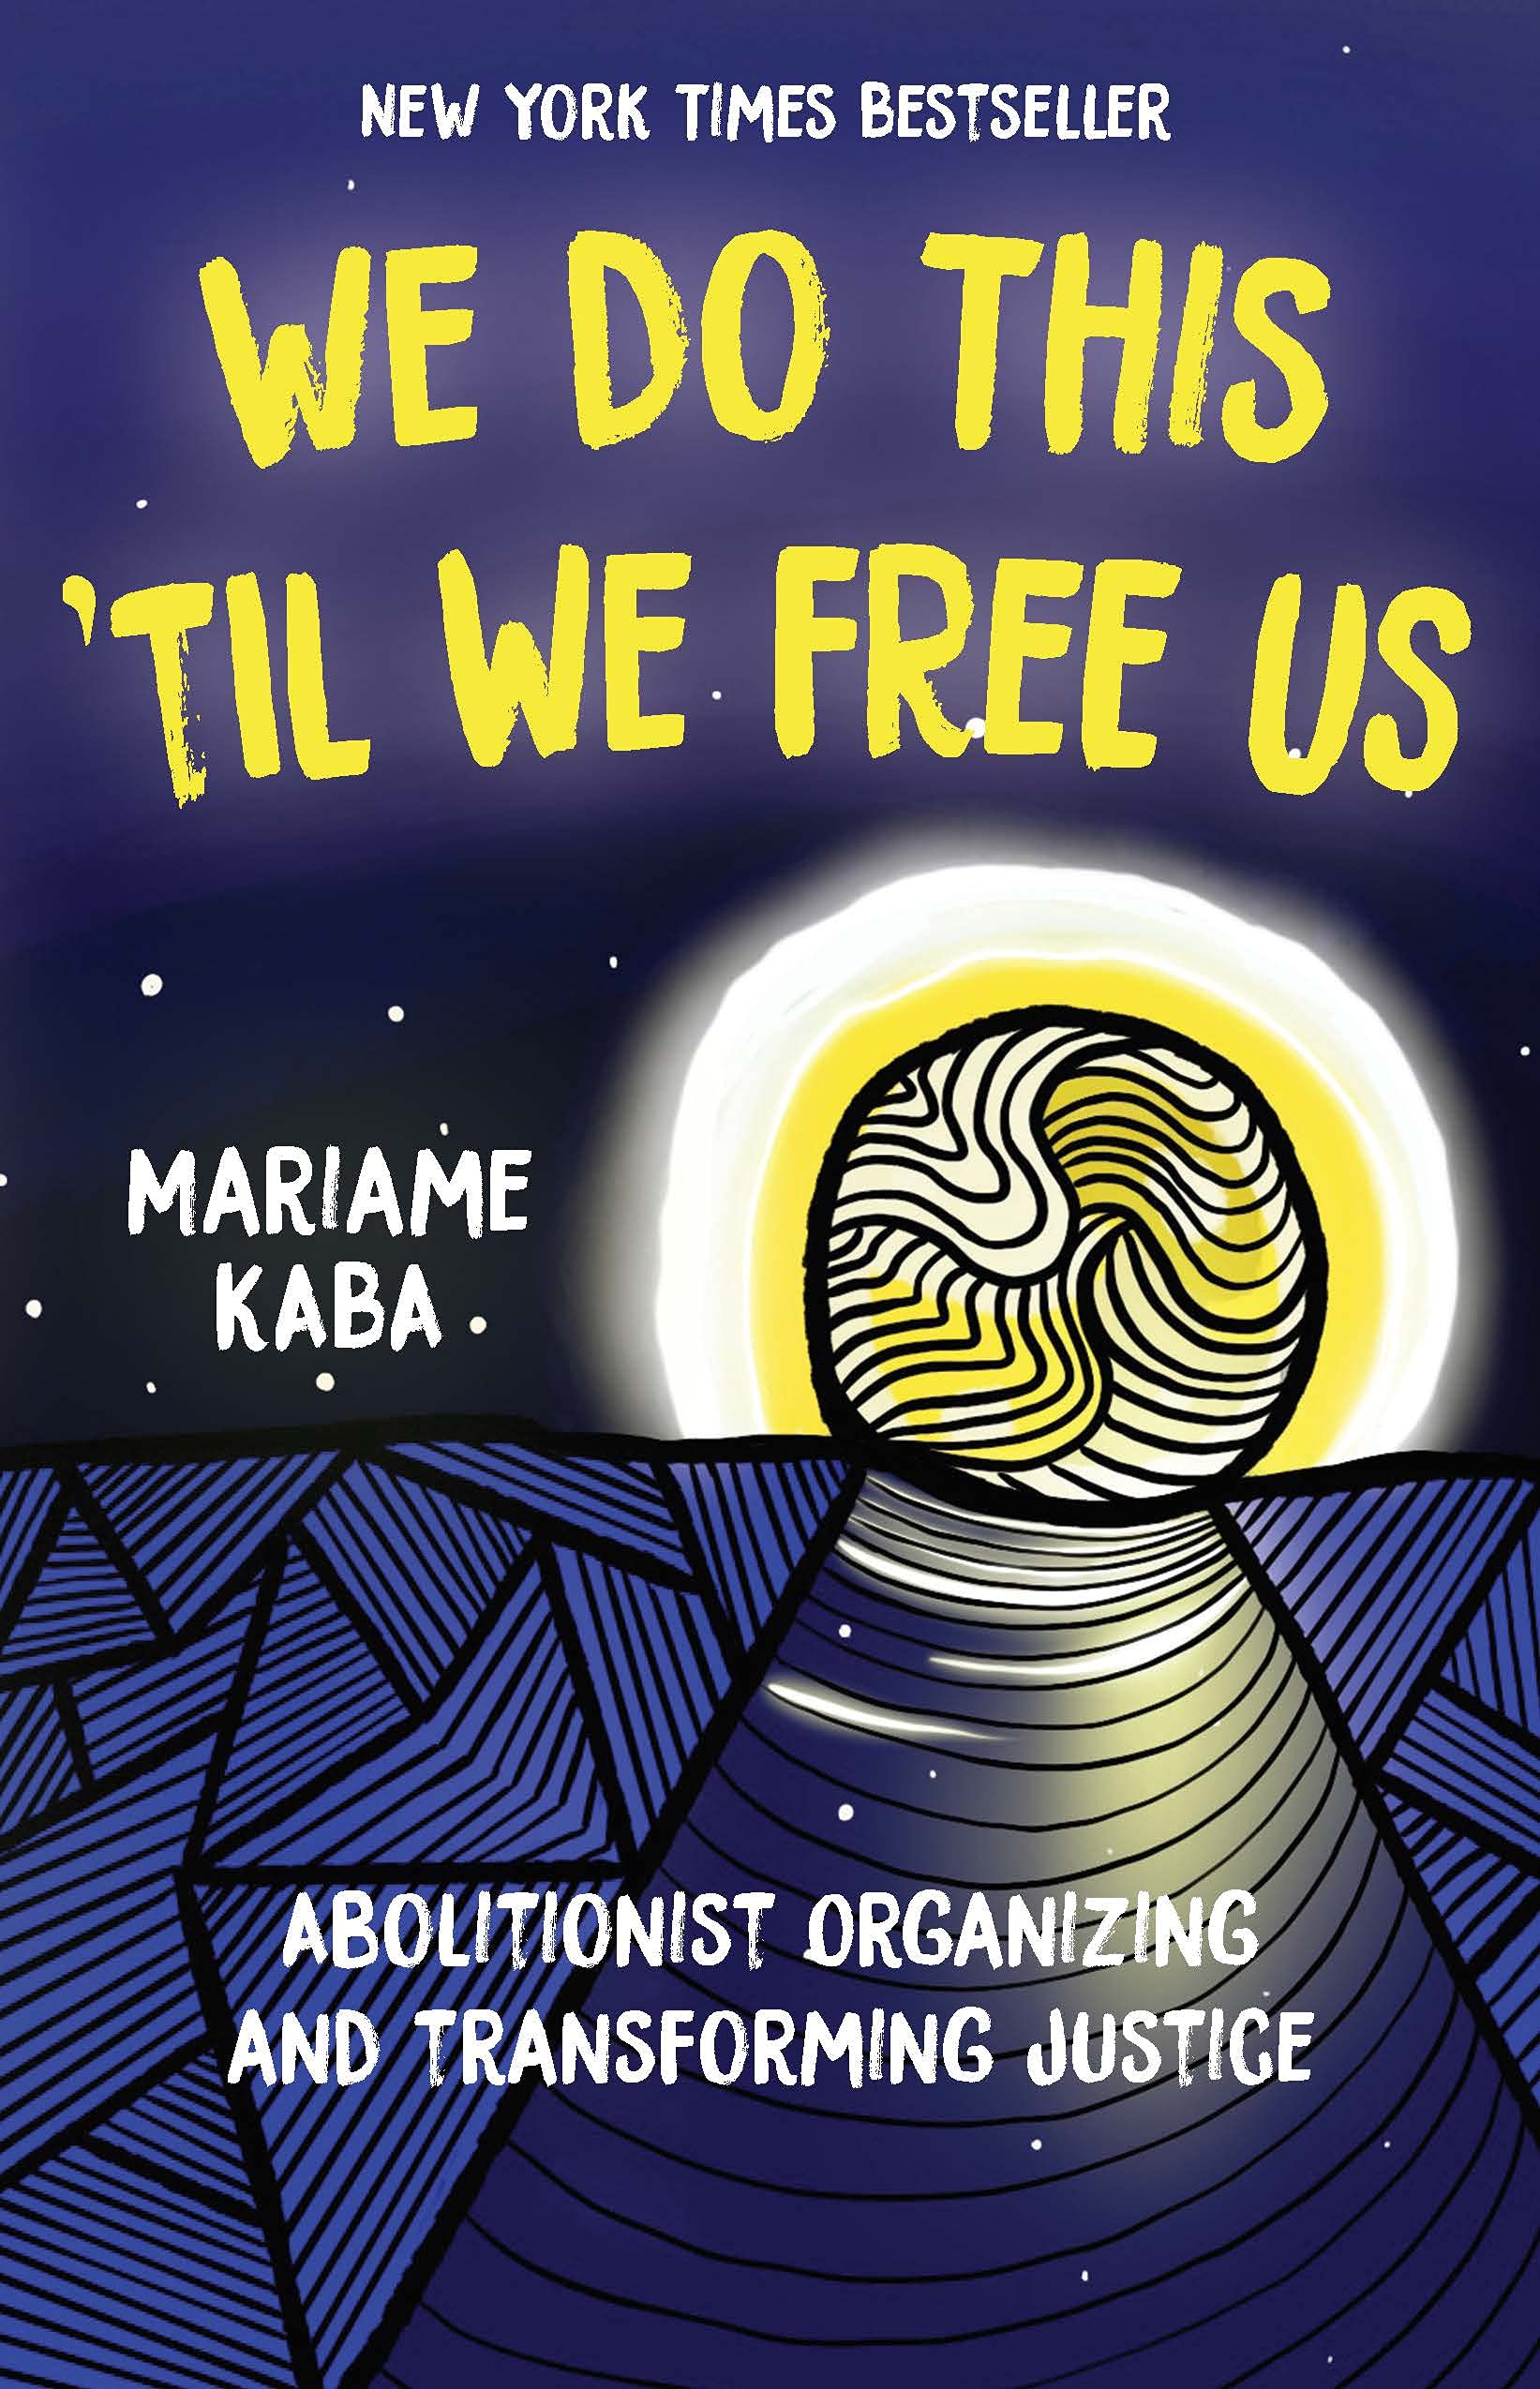 NEW YORK TIMES BESTSELLER
WE DO THIS
'TIL WE FREE US
MARIAME
KABA
ABOLITIONIST ORGANIZING
AND TRANSFORMING JUSTICE